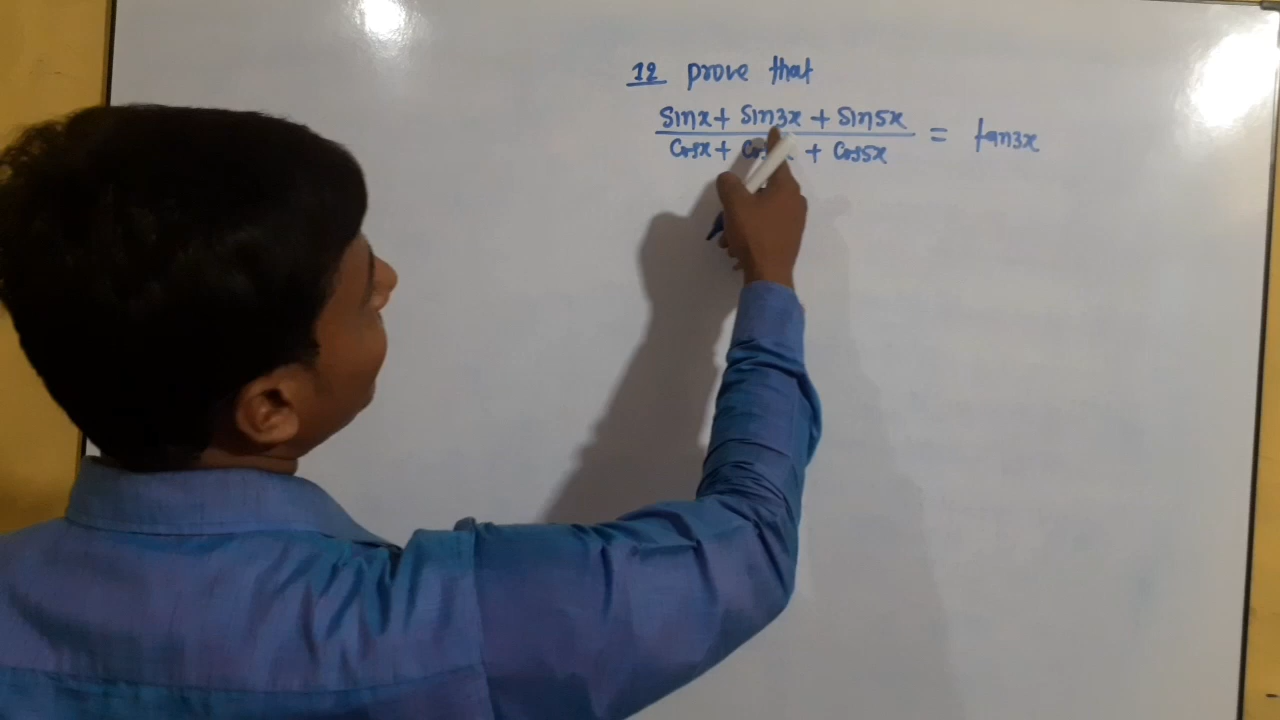 12 prove that
sinx + sin3x + sin5x
= tan3x
cosx + + cos5x